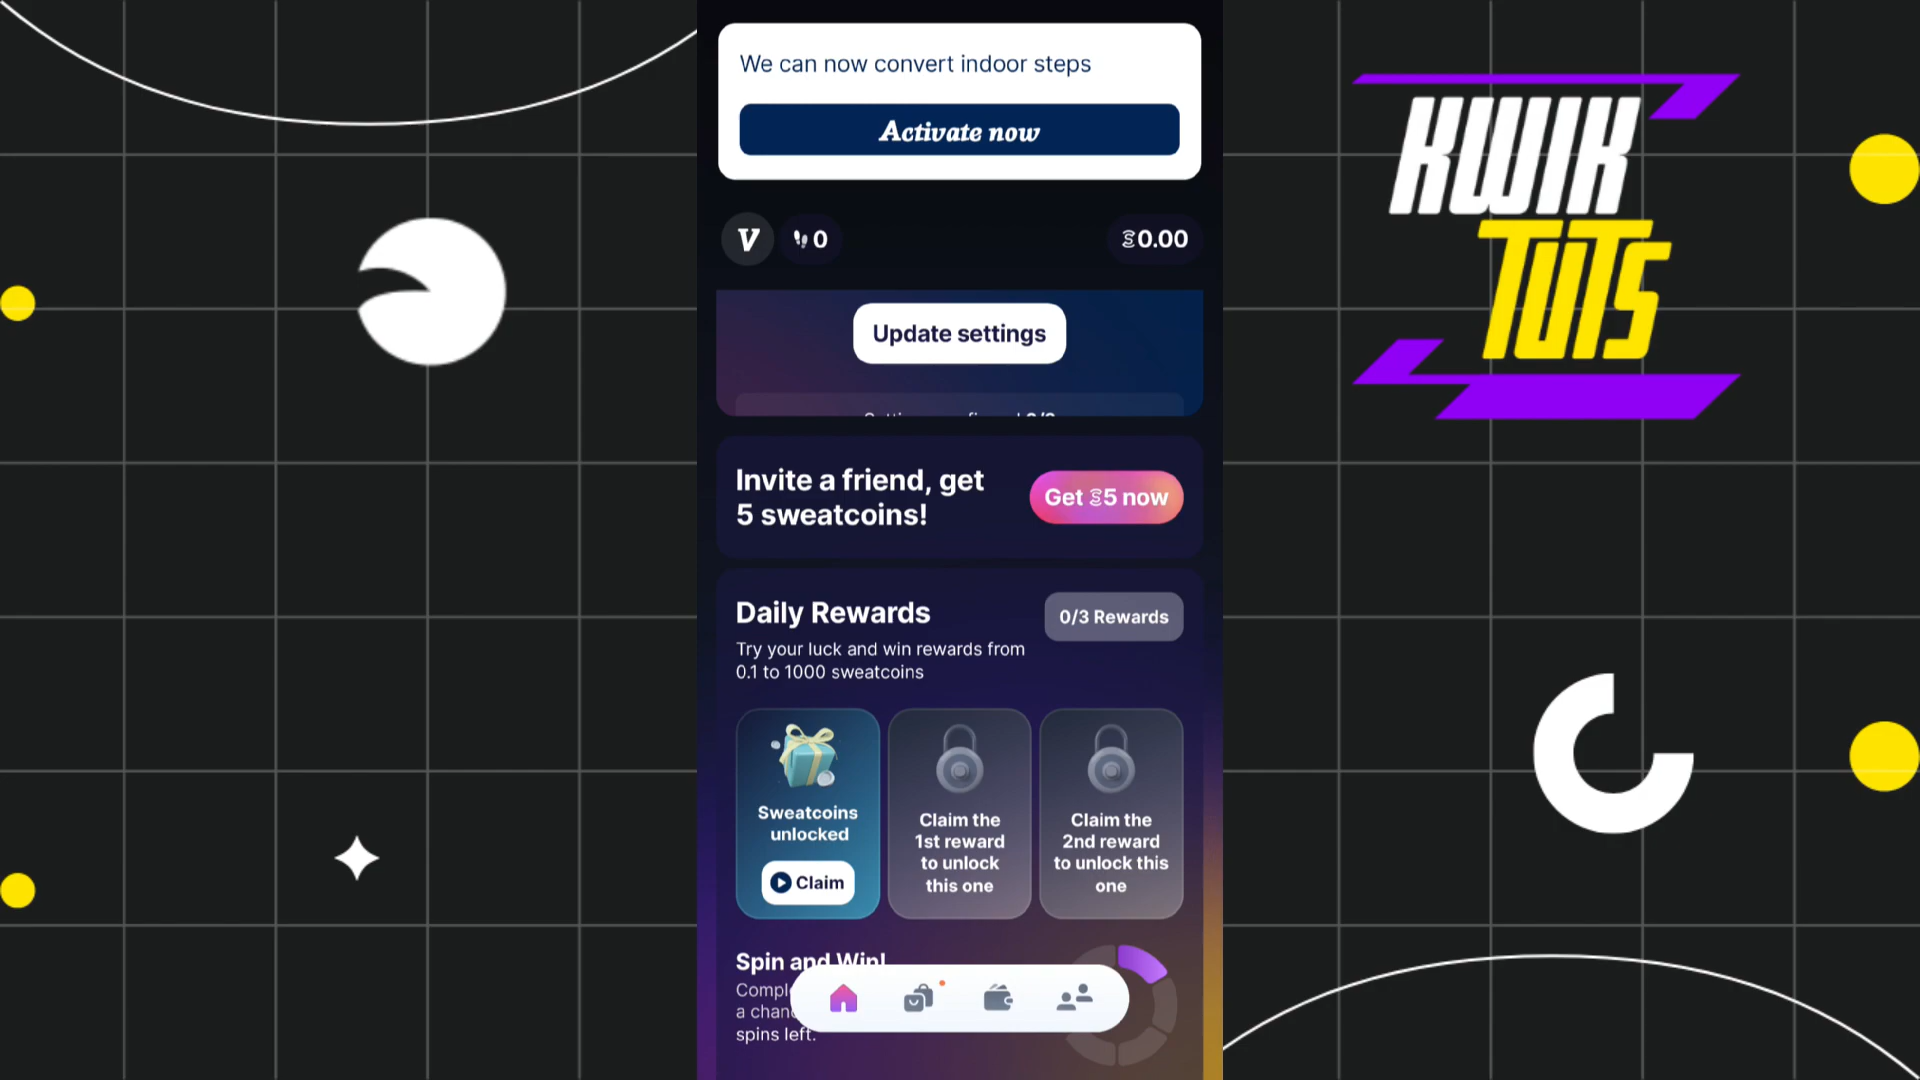 We can now convert indoor steps
Activate now
V
0
0.00
Update settings
Invite a friend, get
5 sweatcoins!
Get 5 now
Daily Rewards
0/3 Rewards
Try your luck and win rewards from
0.1 to 1000 sweatcoins
Sweatcoins
unlocked
Claim
Claim the
1st reward
to unlock
this one
Claim the
2nd reward
to unlock this
one
Spin and Win!
a
spins left.
KWIK
TUTS